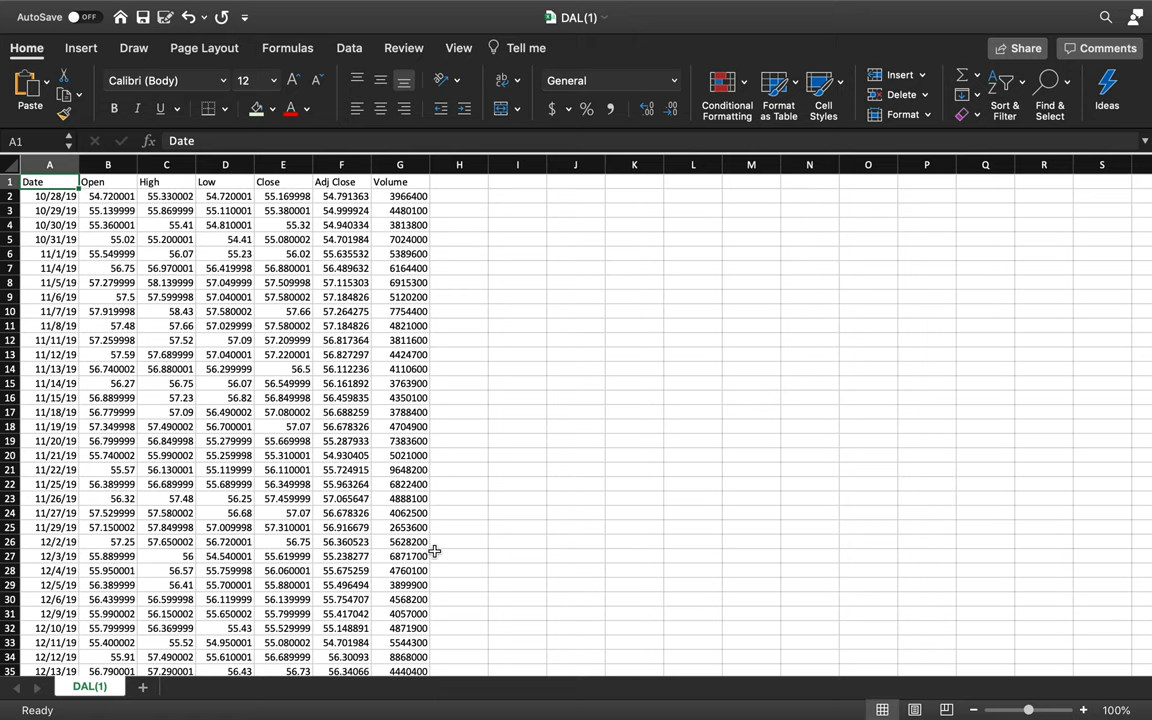 AutoSave OFF DAL(1)
Home Insert Draw Page Layout Formulas Data Review View Tell me Share Comments
Paste Calibri (Body) 12 General Conditional Formatting Format as Table Cell Styles Insert Delete Format Sort & Filter Find & Select Ideas
A1 fx Date
A B C D E F G H I J K L M N O P Q R S
1 Date Open High Low Close Adj Close Volume
2 10/28/19 54.720001 55.330002 54.720001 55.169998 54.791363 3966400
3 10/29/19 55.139999 55.869999 55.110001 55.380001 54.999924 4480100
4 10/30/19 55.360001 55.41 54.810001 55.32 54.940334 3813800
5 10/31/19 55.02 55.200001 54.41 55.080002 54.701984 7024000
6 11/1/19 55.549999 56.07 55.23 56.02 55.635532 5389600
7 11/4/19 56.75 56.970001 56.419998 56.880001 56.489632 6164400
8 11/5/19 57.279999 58.139999 57.049999 57.509998 57.115303 6915300
9 11/6/19 57.5 57.599998 57.040001 57.580002 57.184826 5120200
10 11/7/19 57.919998 58.43 57.580002 57.66 57.264275 7754400
11 11/8/19 57.48 57.66 57.029999 57.580002 57.184826 4821000
12 11/11/19 57.259998 57.52 57.09 57.209999 56.817364 3811600
13 11/12/19 57.59 57.689999 57.040001 57.220001 56.827297 4424700
14 11/13/19 56.740002 56.880001 56.299999 56.5 56.112236 4110600
15 11/14/19 56.27 56.75 56.07 56.549999 56.161892 3763900
16 11/15/19 56.889999 57.23 56.82 56.849998 56.459835 4350100
17 11/18/19 56.779999 57.09 56.490002 57.080002 56.688259 3788400
18 11/19/19 57.349998 57.490002 56.700001 57.07 56.678326 4704900
19 11/20/19 56.799999 56.849998 55.279999 55.669998 55.287933 7383600
20 11/21/19 55.740002 55.990002 55.259998 55.310001 54.930405 5021000
21 11/22/19 55.57 56.130001 55.119999 56.110001 55.724915 9648200
22 11/25/19 56.389999 56.689999 55.689999 56.349998 55.963264 6822400
23 11/26/19 56.32 57.48 56.25 57.459999 57.065647 4888100
24 11/27/19 57.529999 57.580002 56.68 57.07 56.678326 4062500
25 11/29/19 57.150002 57.849998 57.009998 57.310001 56.916679 2653600
26 12/2/19 57.25 57.650002 56.720001 56.75 56.360523 5628200
27 12/3/19 55.889999 56 54.540001 55.619999 55.238277 6871700
28 12/4/19 55.950001 56.57 55.759998 56.060001 55.675259 4760100
29 12/5/19 56.389999 56.41 55.700001 55.880001 55.496494 3899900
30 12/6/19 56.439999 56.599998 56.119999 56.139999 55.754707 4568200
31 12/9/19 55.990002 56.150002 55.650002 55.799999 55.417042 4057000
32 12/10/19 55.799999 56.369999 55.43 55.529999 55.148891 4871900
33 12/11/19 55.400002 55.52 54.950001 55.080002 54.701984 5544300
34 12/12/19 55.91 57.490002 55.610001 56.689999 56.30093 8868000
35 12/13/19 56.790001 57.290001 56.43 56.73 56.34066 4440400
DAL(1)
Ready 100%